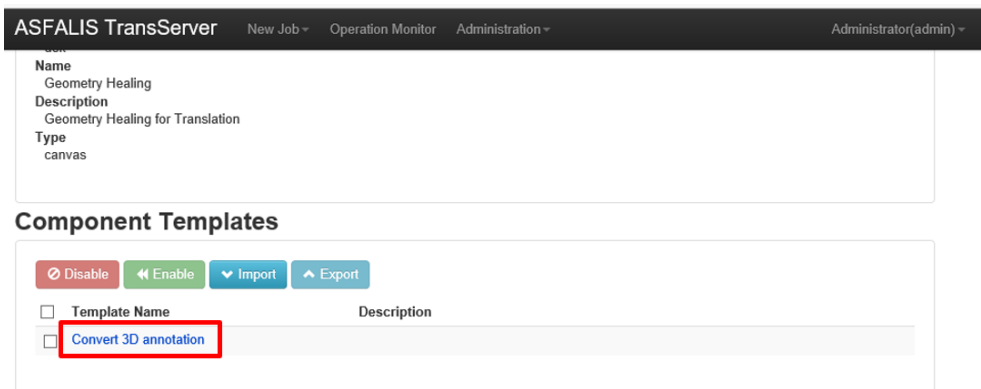 ASFALIS TransServer New Job Operation Monitor Administration Administrator(admin)
Name
Geometry Healing
Description
Geometry Healing for Translation
Type
canvas
Component Templates
Disable Enable Import Export
Template Name Description
Convert 3D annotation